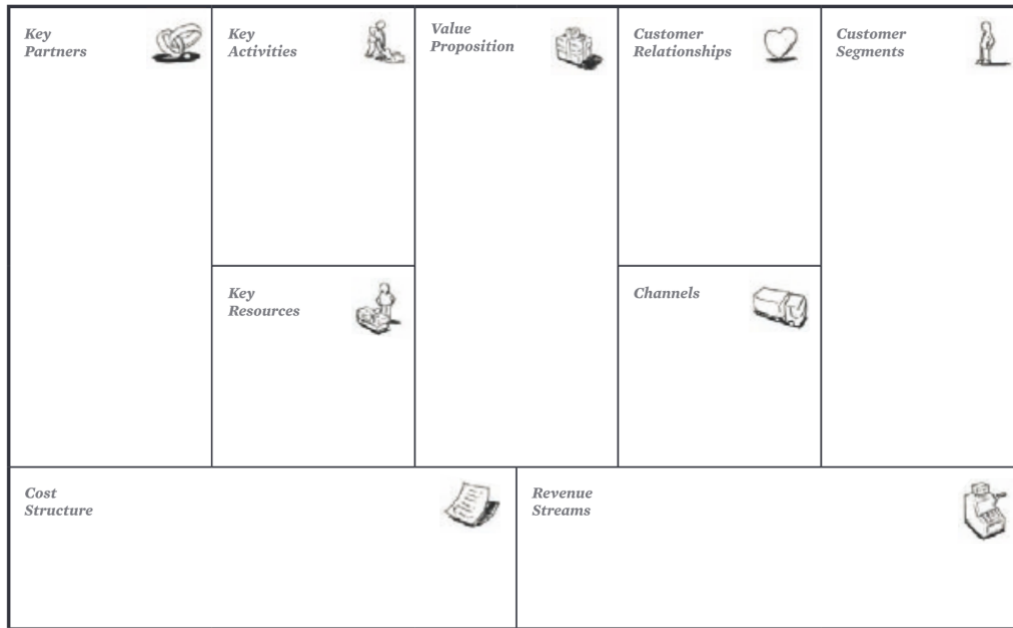 Key
Partners
Key
Activities
Value
Proposition
Customer
Relationships
Customer
Segments
Key
Resources
Channels
Cost
Structure
Revenue
Streams